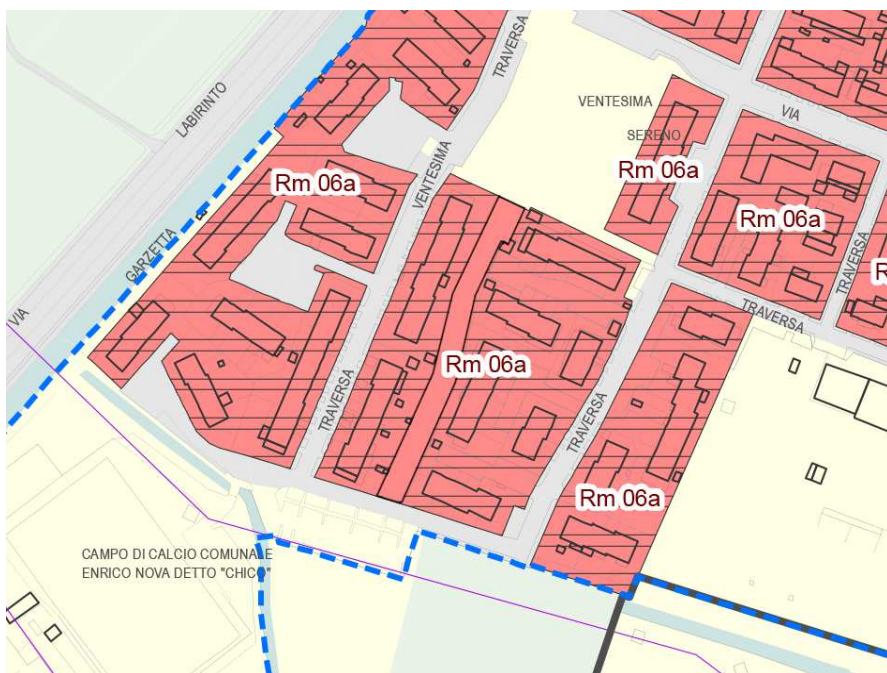 TRAVERSA
LABIRINTO
VENTESIMA
VIA
SERENO
Rm 06a
Rm 06a
VENTESIMA
Rm 06a
GARZETTA
TRAVERSA
R
VIA
TRAVERSA
Rm 06a
TRAVERSA
TRAVERSA
Rm 06a
CAMPO DI CALCIO COMUNALE
ENRICO NOVA DETTO "CHICO"